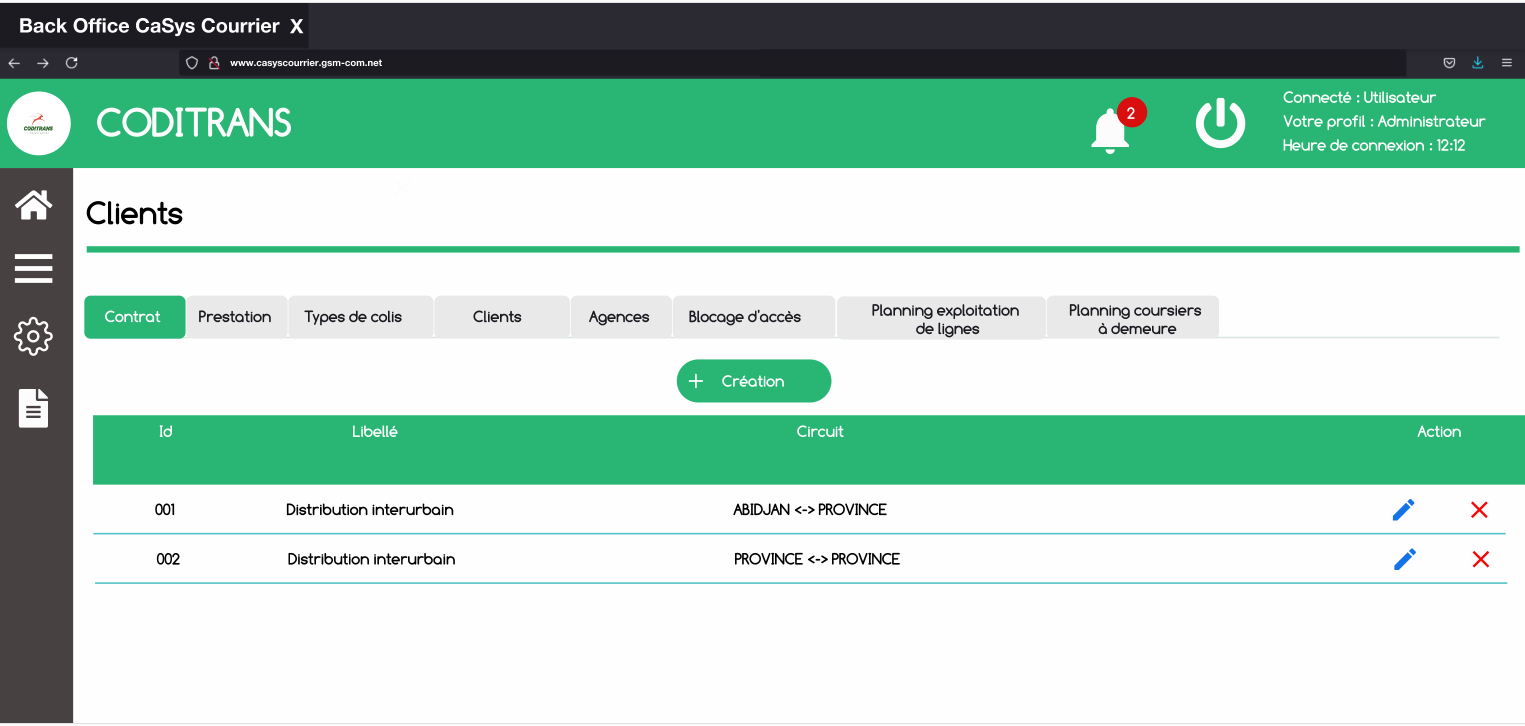 Back Office CaSys Courrier X
www.casyscourrier.gsm-com.net
CODITRANS
CODITRANS
2
Connecté : Utilisateur
Votre profil : Administrateur
Heure de connexion : 12:12
Clients
Contrat
Prestation
Types de colis
Clients
Agences
Blocage d'accès
Planning exploitation
de lignes
Planning coursiers
à demeure
+ Création
Id Libellé Circuit Action
001 Distribution interurbain ABIDJAN <-> PROVINCE
002 Distribution interurbain PROVINCE <-> PROVINCE